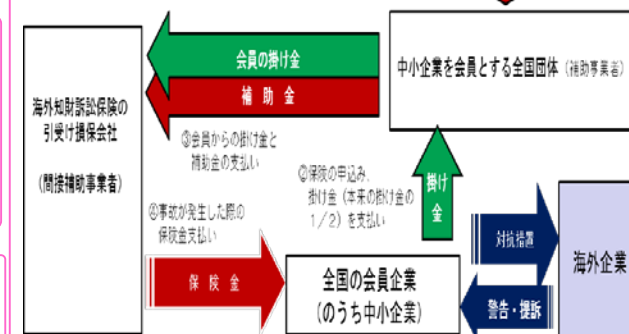 会員の掛け金
補助金
中小企業を会員とする全国団体（補助事業者）
海外知財訴訟保険の
引受け損保会社
（間接補助事業者）
③会員からの掛け金と
補助金の支払い
②保険の申込み、
掛け金（本来の掛け金の
１／２）を支払い
掛け
金
④事故が発生した際の
保険金支払い
保険金
全国の会員企業
（のうち中小企業）
対抗措置
警告・提訴
海外企業